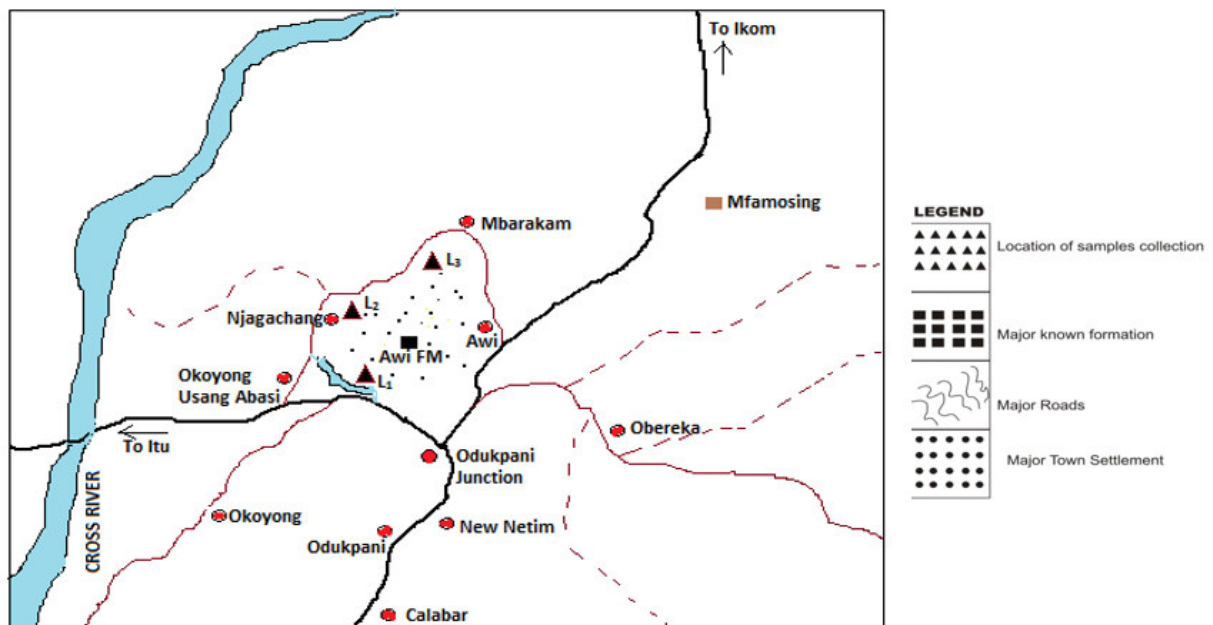 To Ikom
Mfamosing
Mbarakam
L3
L2
Njagachang
Awi
Awi FM
L1
Okoyong
Usang Abasi
To Itu
Obereka
Odukpani
Junction
CROSS RIVER
Okoyong
Odukpani
New Netim
Calabar
LEGEND
Location of samples collection
Major known formation
Major Roads
Major Town Settlement